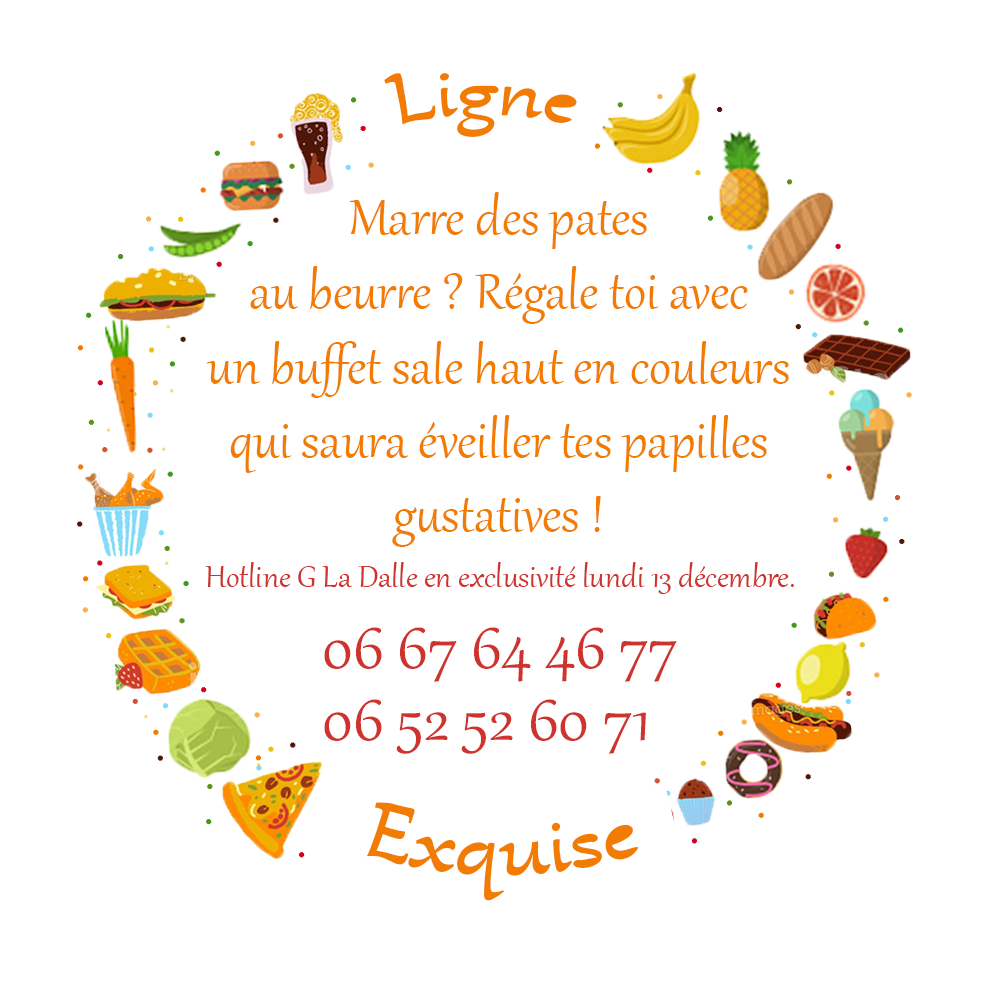 Ligne
Marre des pates
au beurre ? Régale toi avec
un buffet sale haut en couleurs
qui saura éveiller tes papilles
gustatives !
Hotline G La Dalle en exclusivité lundi 13 décembre.
06 67 64 46 77
06 52 52 60 71
Exquise